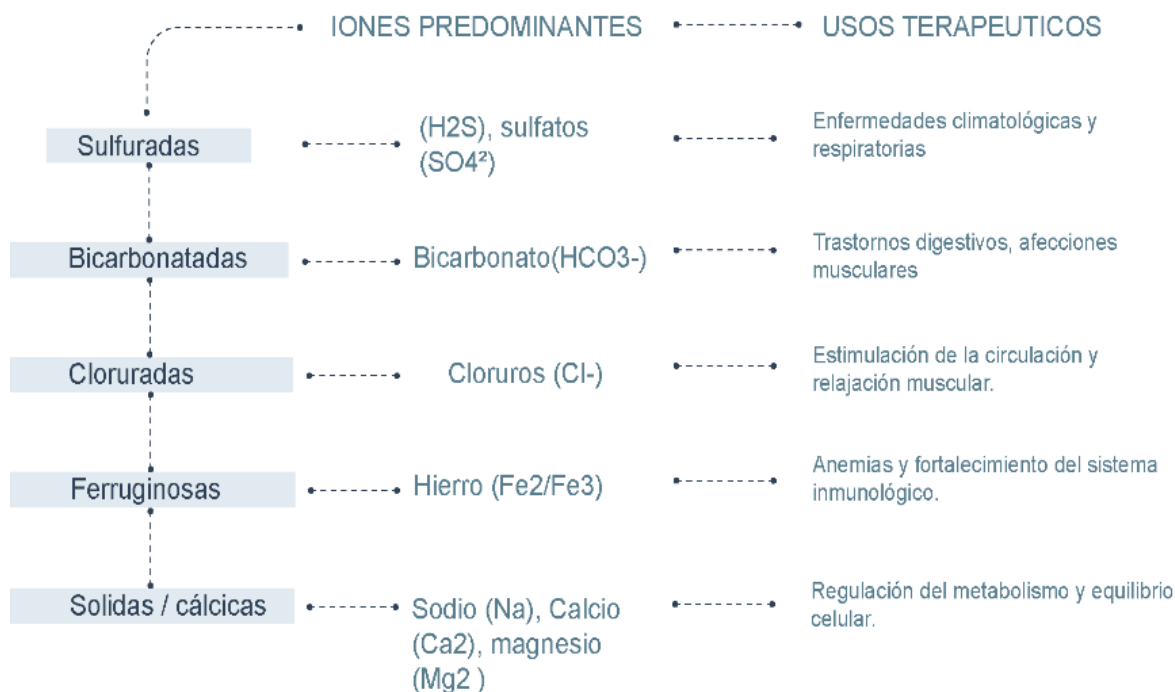 IONES PREDOMINANTES
USOS TERAPEUTICOS
Sulfuradas
(H2S), sulfatos
(SO4²)
Enfermedades climatológicas y
respiratorias
Bicarbonatadas
Bicarbonato(HCO3-)
Trastornos digestivos, afecciones
musculares
Cloruradas
Cloruros (Cl-)
Estimulación de la circulación y
relajación muscular.
Ferruginosas
Hierro (Fe2/Fe3)
Anemias y fortalecimiento del sistema
inmunológico.
Solidas / cálcicas
Sodio (Na), Calcio
(Ca2), magnesio
(Mg2 )
Regulación del metabolismo y equilibrio
celular.